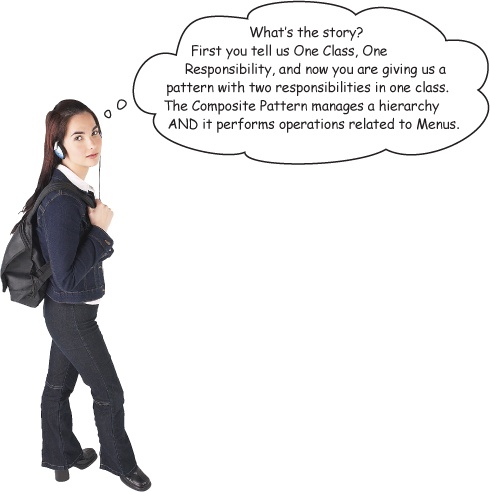 What's the story?
First you tell us One Class, One
Responsibility, and now you are giving us a
pattern with two responsibilities in one class.
The Composite Pattern manages a hierarchy
AND it performs operations related to Menus.